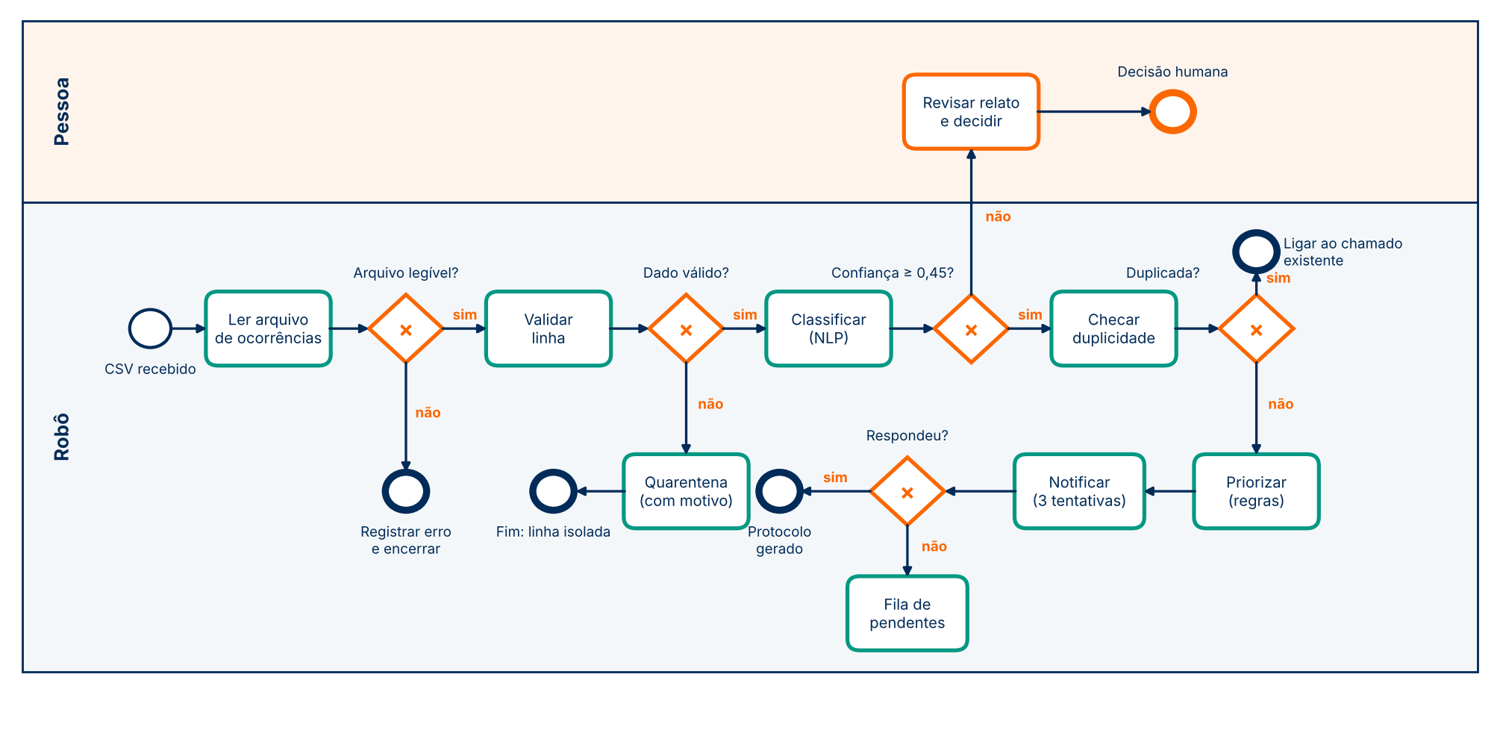 Pessoa
Decisão humana
Revisar relato
e decidir
não
Robô
Ligar ao chamado
existente
sim
Arquivo legível?
Dado válido?
Confiança ≥ 0,45?
Duplicada?
CSV recebido
Ler arquivo
de ocorrências
×
sim
Validar
linha
×
sim
Classificar
(NLP)
×
sim
Checar
duplicidade
×
não
não
não
Respondeu?
Registrar erro
e encerrar
Fim: linha isolada
Quarentena
(com motivo)
Protocolo
gerado
sim
×
Notificar
(3 tentativas)
Priorizar
(regras)
não
Fila de
pendentes